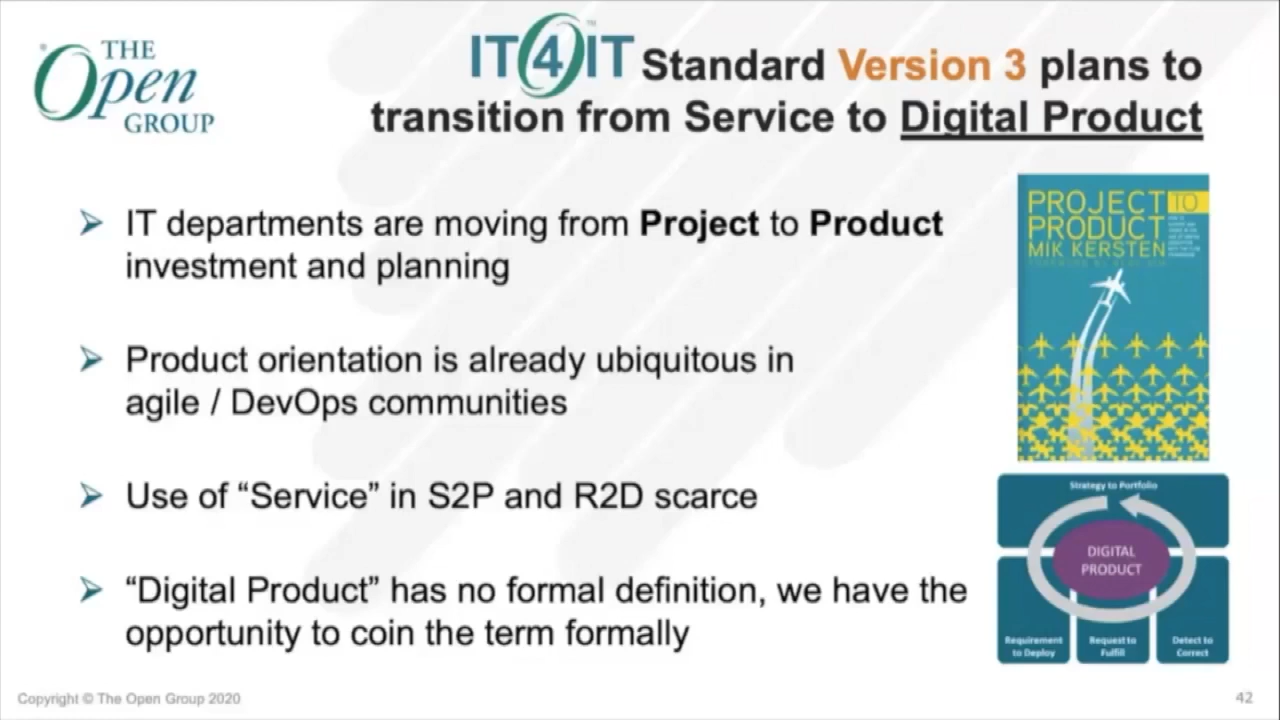 THE
Open
GROUP
IT4IT™ Standard Version 3 plans to
transition from Service to Digital Product
➢ IT departments are moving from Project to Product
investment and planning
➢ Product orientation is already ubiquitous in
agile / DevOps communities
➢ Use of “Service” in S2P and R2D scarce
➢ “Digital Product” has no formal definition, we have the
opportunity to coin the term formally
PROJECT TO
PRODUCT
MIK KERSTEN
Strategy to Portfolio
DIGITAL
PRODUCT
Requirement
to Deploy
Request to
Fulfill
Detect to
Correct
Copyright © The Open Group 2020
42